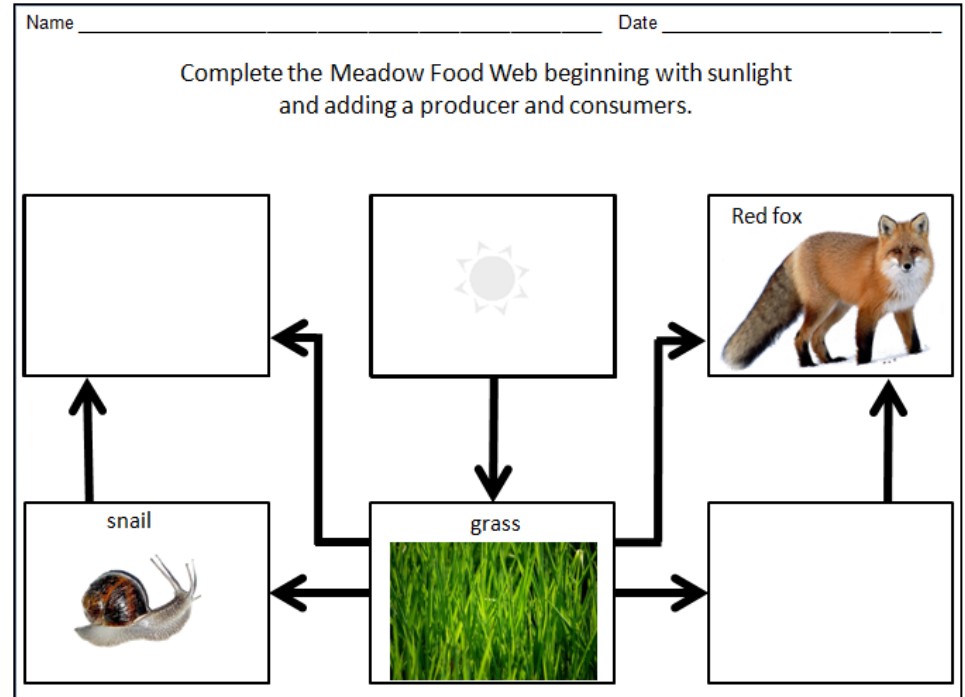 Name Date
Complete the Meadow Food Web beginning with sunlight
and adding a producer and consumers.
Red fox
snail
grass